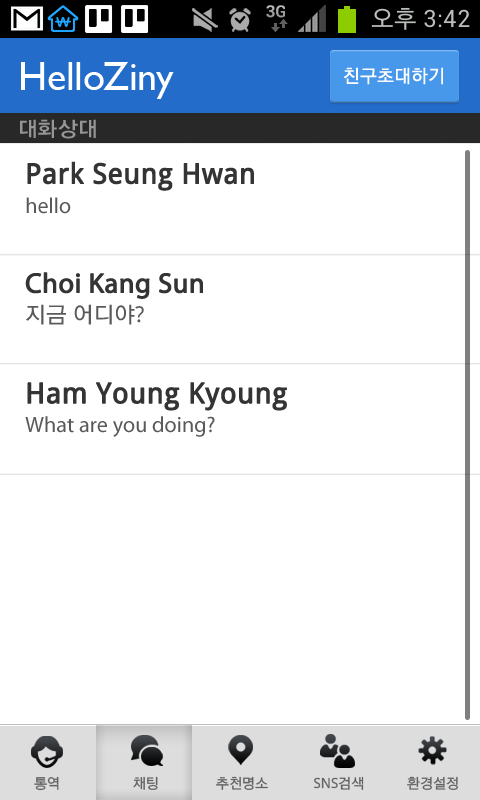 3G
오후 3:42
HelloZiny
친구초대하기
대화상대
Park Seung Hwan
hello
Choi Kang Sun
지금 어디야?
Ham Young Kyoung
What are you doing?
통역
채팅
추천명소
SNS검색
환경설정